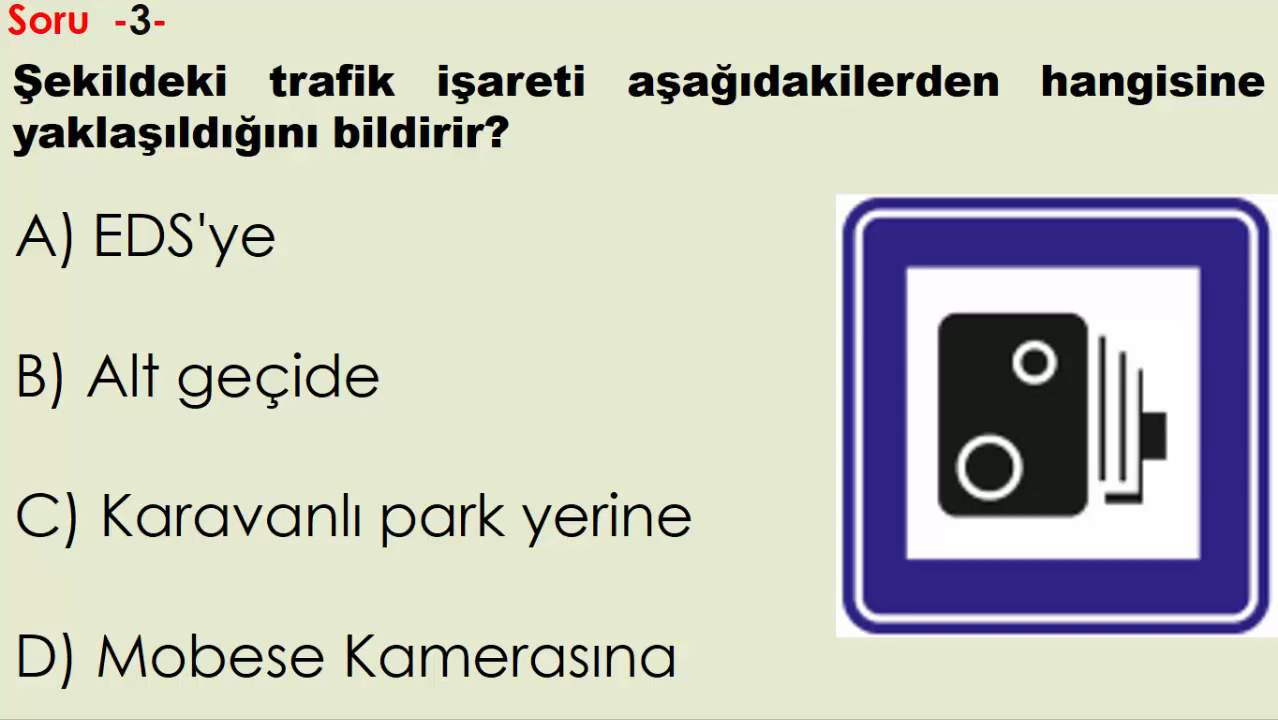 Soru -3-
Şekildeki trafik işareti aşağıdakilerden hangisine
yaklaşıldığını bildirir?
A) EDS'ye
B) Alt geçide
C) Karavanlı park yerine
D) Mobese Kamerasına